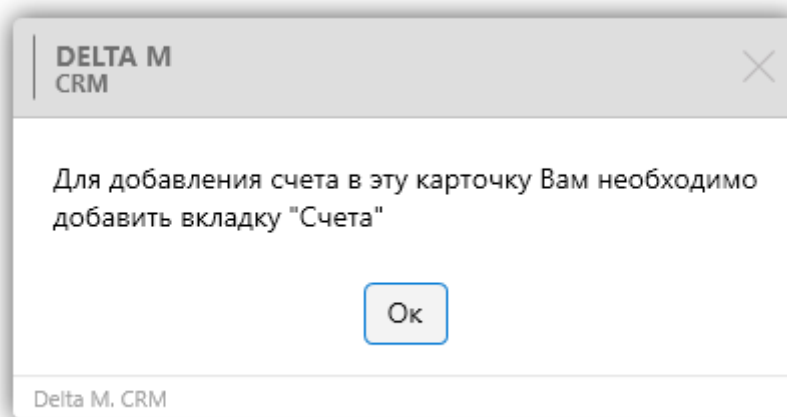 DELTA M
CRM
Для добавления счета в эту карточку Вам необходимо
добавить вкладку "Счета"
Ок
Delta M. CRM